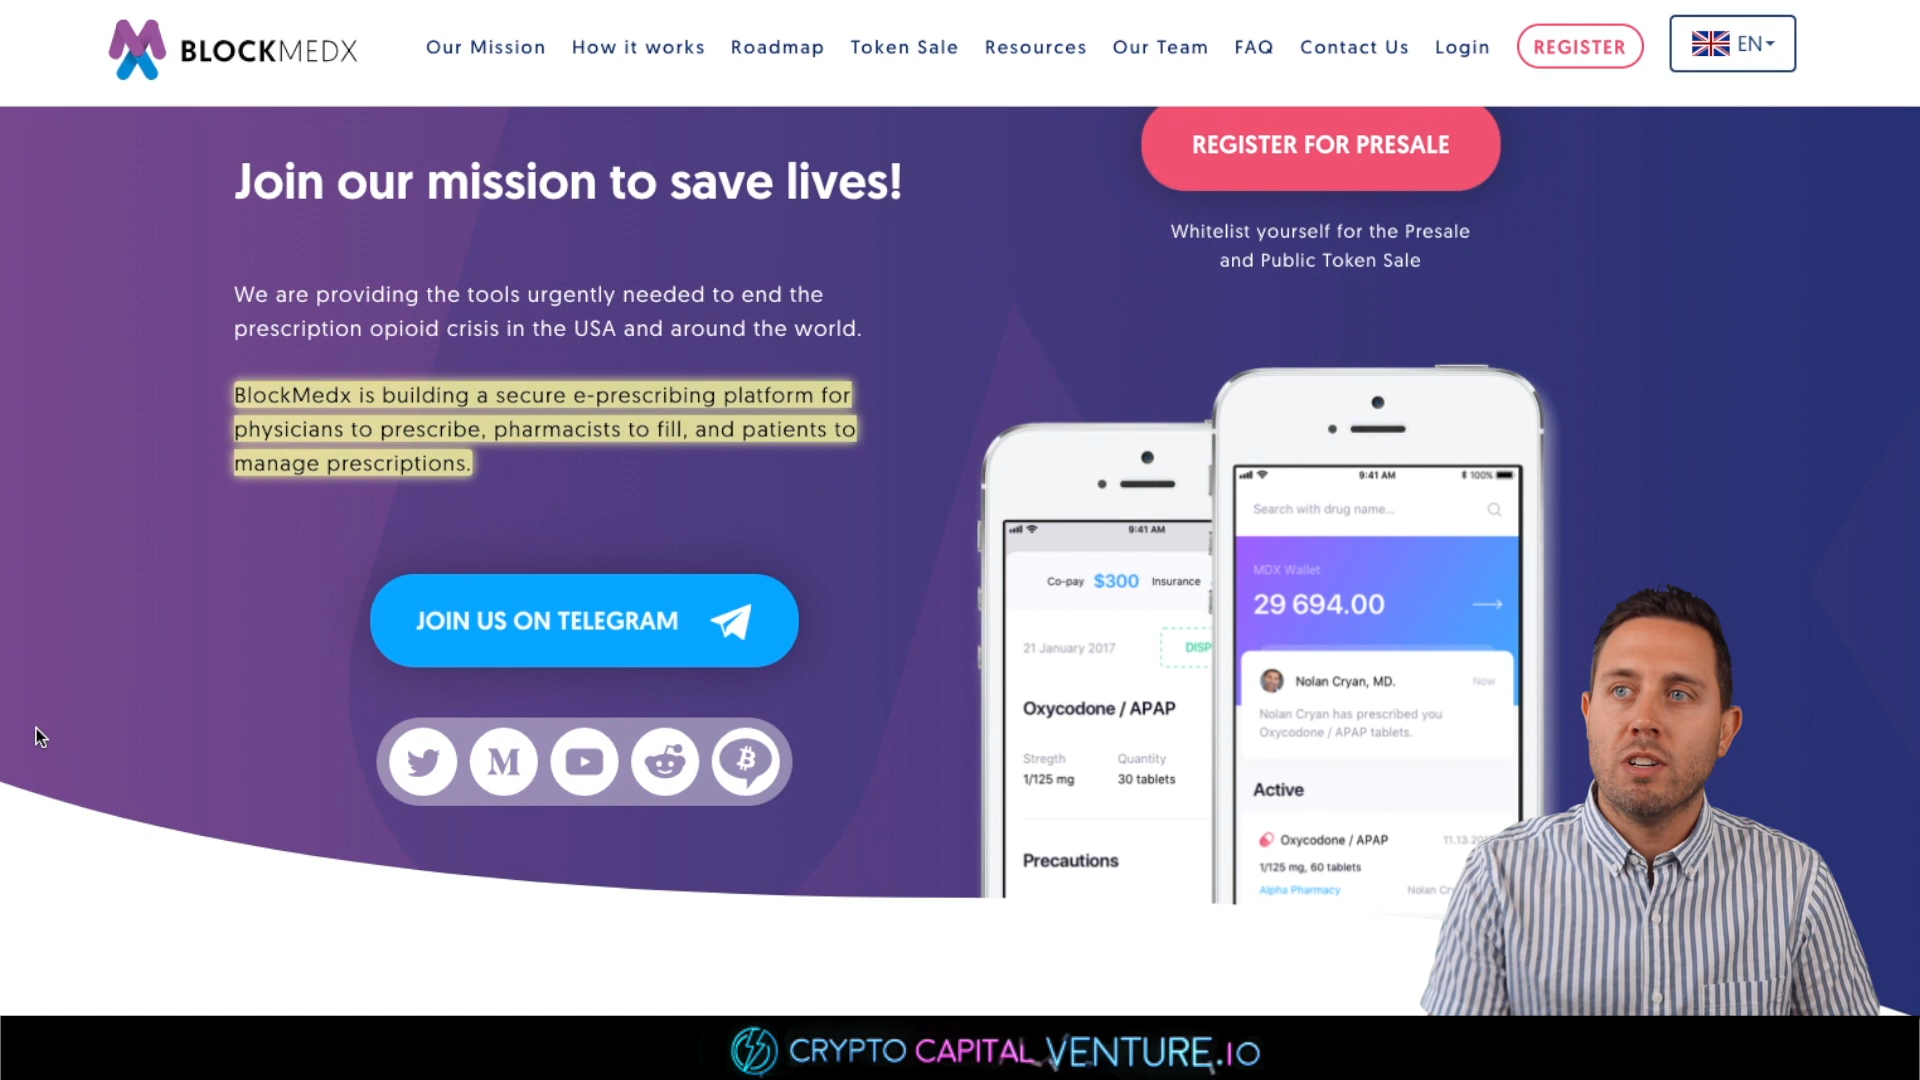 BLOCKMEDX
Our Mission
How it works
Roadmap
Token Sale
Resources
Our Team
FAQ
Contact Us
Login
REGISTER
EN
Join our mission to save lives!
We are providing the tools urgently needed to end the
prescription opioid crisis in the USA and around the world.
BlockMedx is building a secure e-prescribing platform for
physicians to prescribe, pharmacists to fill, and patients to
manage prescriptions.
JOIN US ON TELEGRAM
REGISTER FOR PRESALE
Whitelist yourself for the Presale
and Public Token Sale
9:41 AM
Co-pay $300 Insurance
21 January 2017
DISP
Oxycodone / APAP
Stregth
Quantity
1/125 mg
30 tablets
Precautions
9:41 AM
100%
Search with drug name...
MDX Wallet
29 694.00
Nolan Cryan, MD.
Now
Nolan Cryan has prescribed you
Oxycodone / APAP tablets.
Active
Oxycodone / APAP
11.13.20
1/125 mg, 60 tablets
Alpha Pharmacy
Nolan Cr
CRYPTO CAPITAL VENTURE.IO